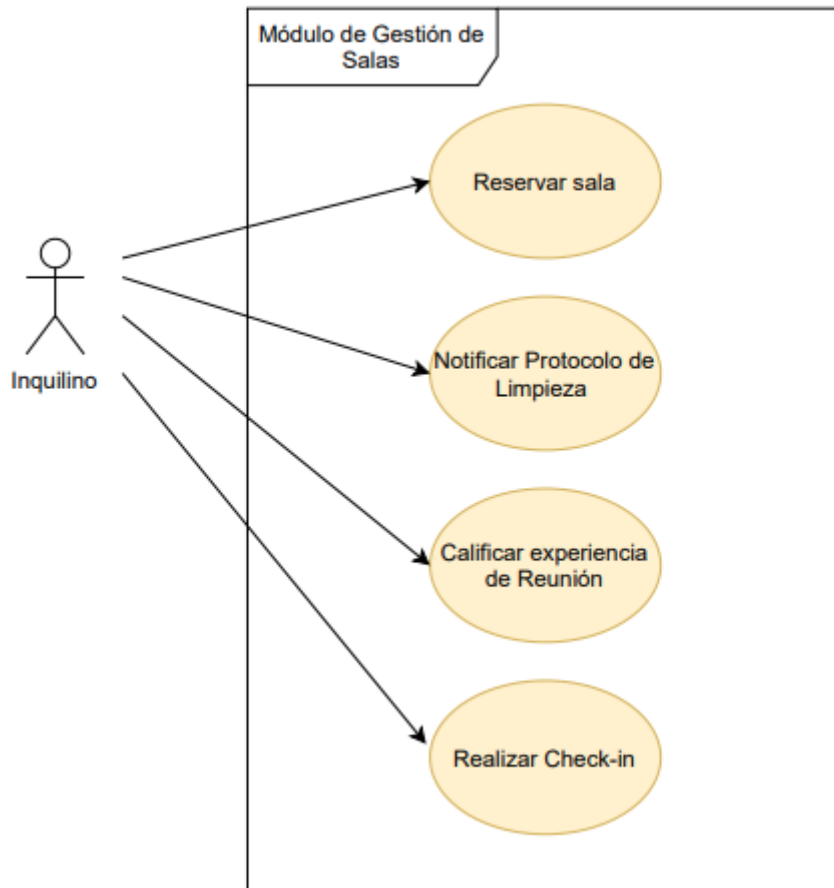 Módulo de Gestión de
Salas
Reservar sala
Inquilino
Notificar Protocolo de
Limpieza
Calificar experiencia
de Reunión
Realizar Check-in